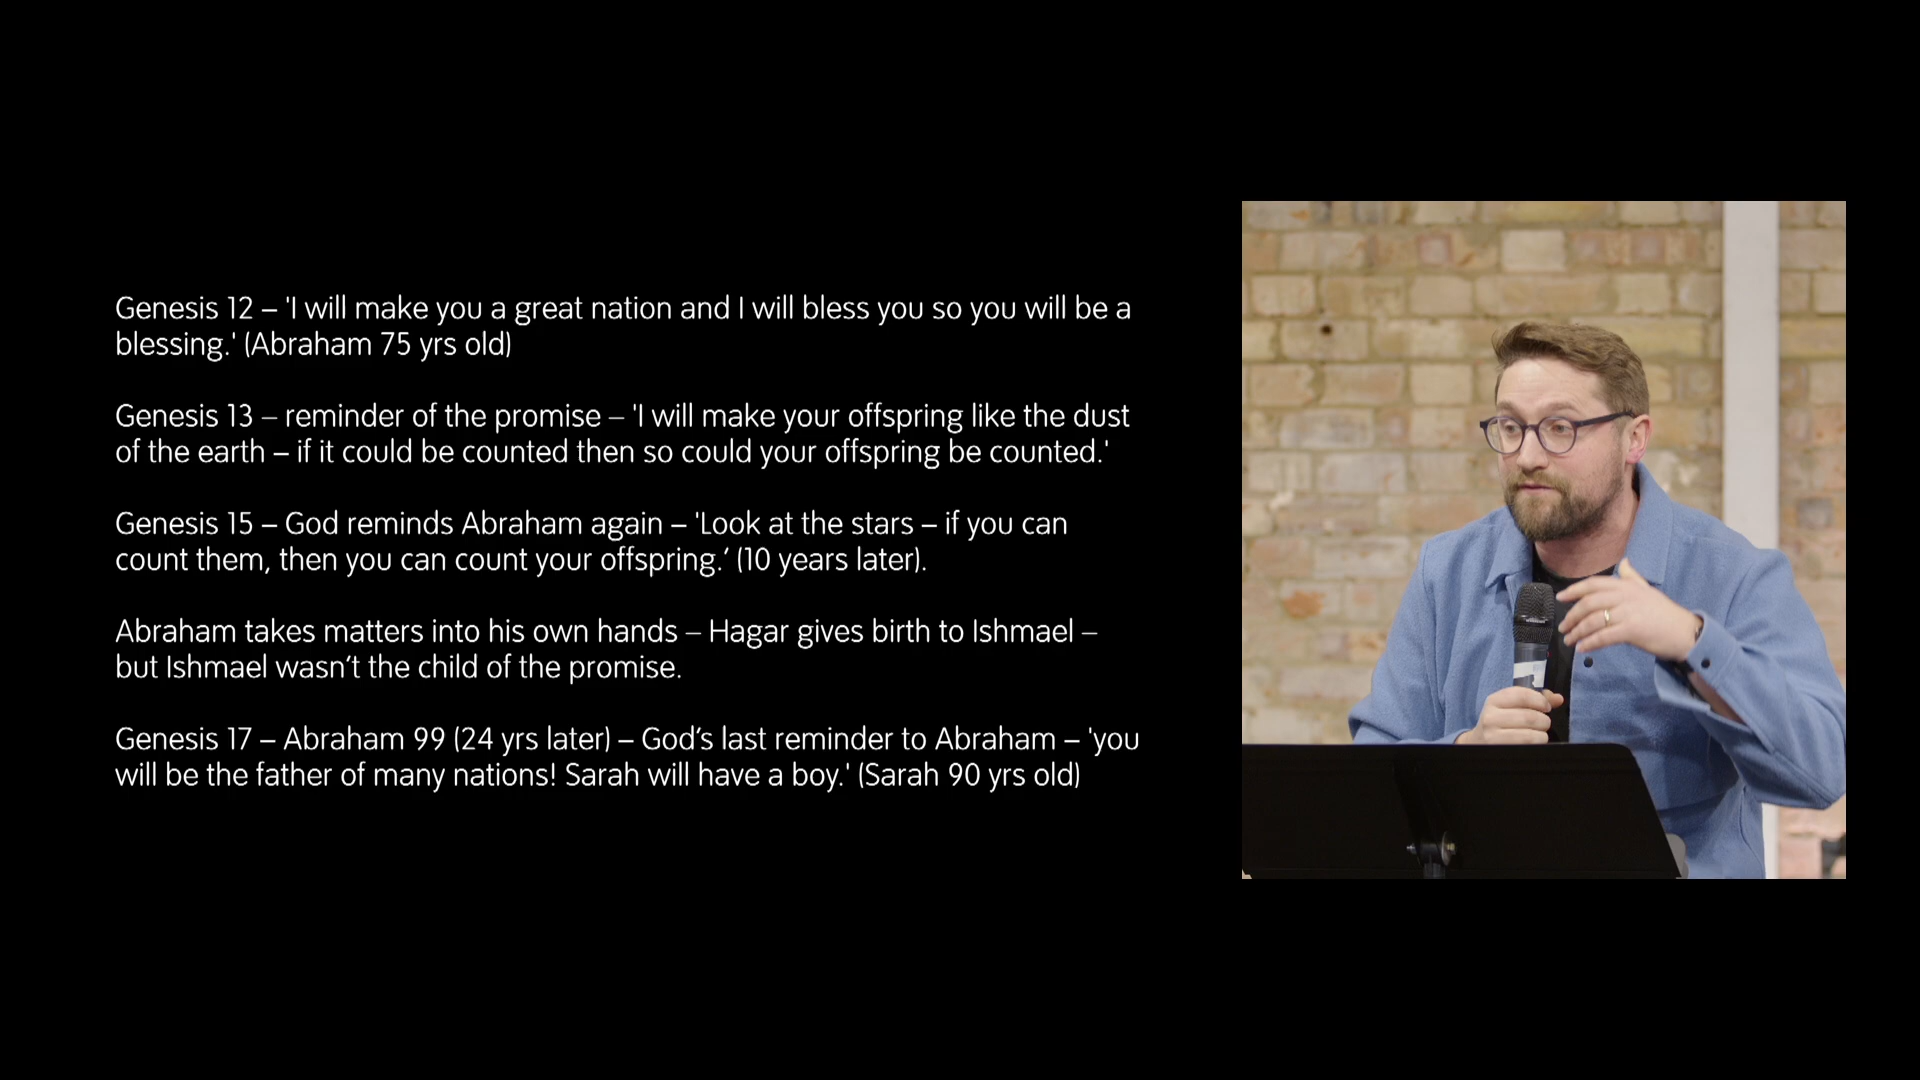 Genesis 12 – 'I will make you a great nation and I will bless you so you will be a
blessing.' (Abraham 75 yrs old)
Genesis 13 – reminder of the promise – 'I will make your offspring like the dust
of the earth – if it could be counted then so could your offspring be counted.'
Genesis 15 – God reminds Abraham again – 'Look at the stars – if you can
count them, then you can count your offspring.‘ (10 years later).
Abraham takes matters into his own hands – Hagar gives birth to Ishmael –
but Ishmael wasn’t the child of the promise.
Genesis 17 – Abraham 99 (24 yrs later) – God’s last reminder to Abraham – 'you
will be the father of many nations! Sarah will have a boy.' (Sarah 90 yrs old)